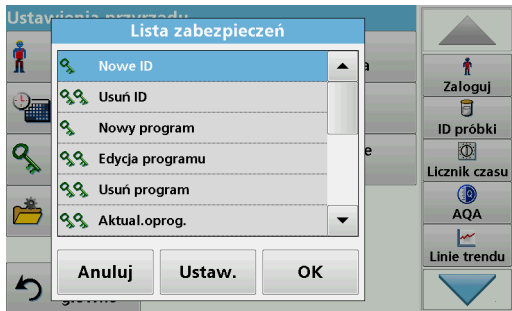 Ustawienia przyrządu
Lista zabezpieczeń
Nowe ID
Usuń ID
Nowy program
Edycja programu
Usuń program
Aktual.oprog.
Anuluj
Ustaw.
OK
Zaloguj
ID próbki
Licznik czasu
AQA
Linie trendu